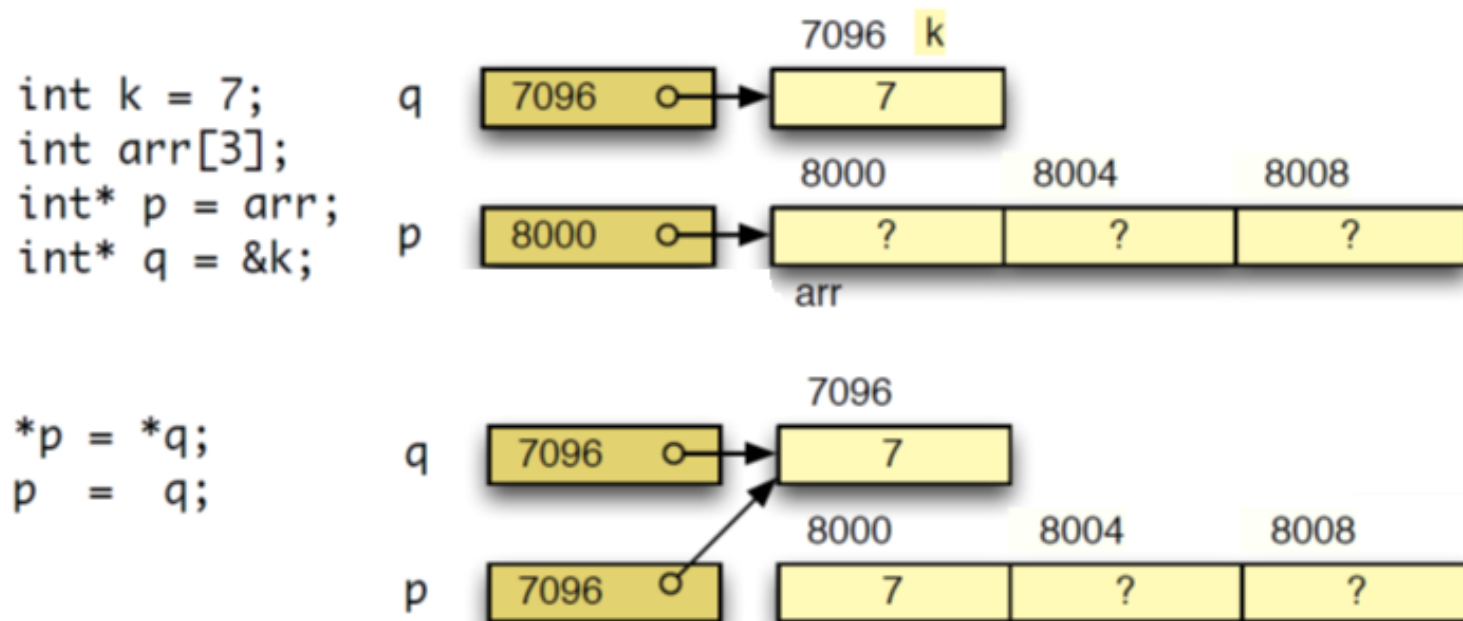 7096 k
int k = 7; q 7096 7
int arr[3];
8000 8004 8008
int* p = arr;
p 8000 ? ? ?
int* q = &k;
arr
7096
*p = *q;
q 7096 7
p = q;
8000 8004 8008
p 7096 7 ? ?